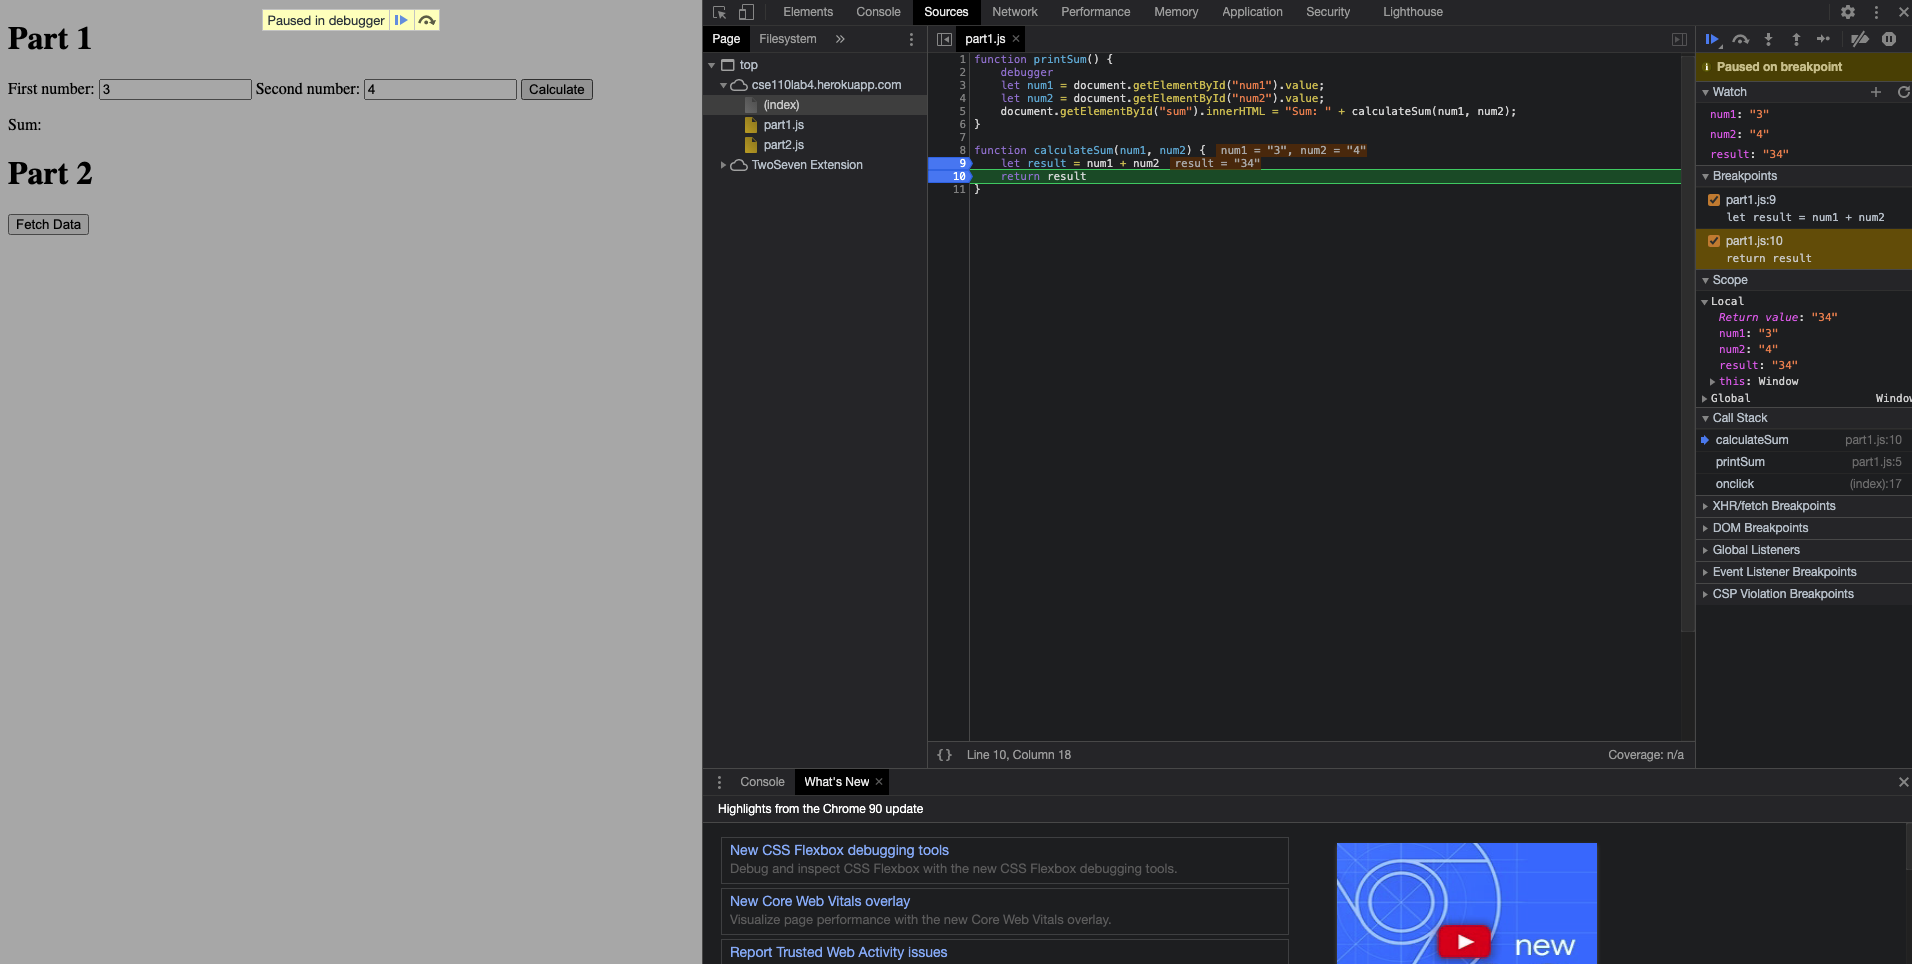 Paused in debugger
Part 1
First number: 3 Second number: 4 Calculate
Sum:
Part 2
Fetch Data
Elements Console Sources Network Performance Memory Application Security Lighthouse
Page Filesystem »
top
cse110lab4.herokuapp.com
(index)
part1.js
part2.js
TwoSeven Extension
part1.js ×
1 function printSum() {
2 debugger
3 let num1 = document.getElementById("num1").value;
4 let num2 = document.getElementById("num2").value;
5 document.getElementById("sum").innerHTML = "Sum: " + calculateSum(num1, num2);
6 }
7
8 function calculateSum(num1, num2) { num1 = "3", num2 = "4"
9 let result = num1 + num2 result = "34"
10 return result
11 }
{} Line 10, Column 18 Coverage: n/a
Paused on breakpoint
Watch
num1: "3"
num2: "4"
result: "34"
Breakpoints
part1.js:9
let result = num1 + num2
part1.js:10
return result
Scope
Local
Return value: "34"
num1: "3"
num2: "4"
result: "34"
this: Window
Global Window
Call Stack
calculateSum part1.js:10
printSum part1.js:5
onclick (index):17
XHR/fetch Breakpoints
DOM Breakpoints
Global Listeners
Event Listener Breakpoints
CSP Violation Breakpoints
Console What's New ×
Highlights from the Chrome 90 update
New CSS Flexbox debugging tools
Debug and inspect CSS Flexbox with the new CSS Flexbox debugging tools.
New Core Web Vitals overlay
Visualize page performance with the new Core Web Vitals overlay.
Report Trusted Web Activity issues
new